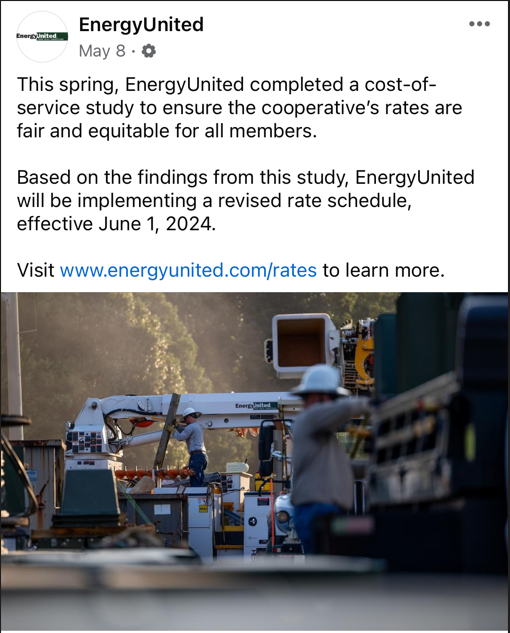 EnergyUnited
EnergyUnited
May 8 ·
This spring, EnergyUnited completed a cost-of-
service study to ensure the cooperative’s rates are
fair and equitable for all members.
Based on the findings from this study, EnergyUnited
will be implementing a revised rate schedule,
effective June 1, 2024.
Visit www.energyunited.com/rates to learn more.
EnergyUnited